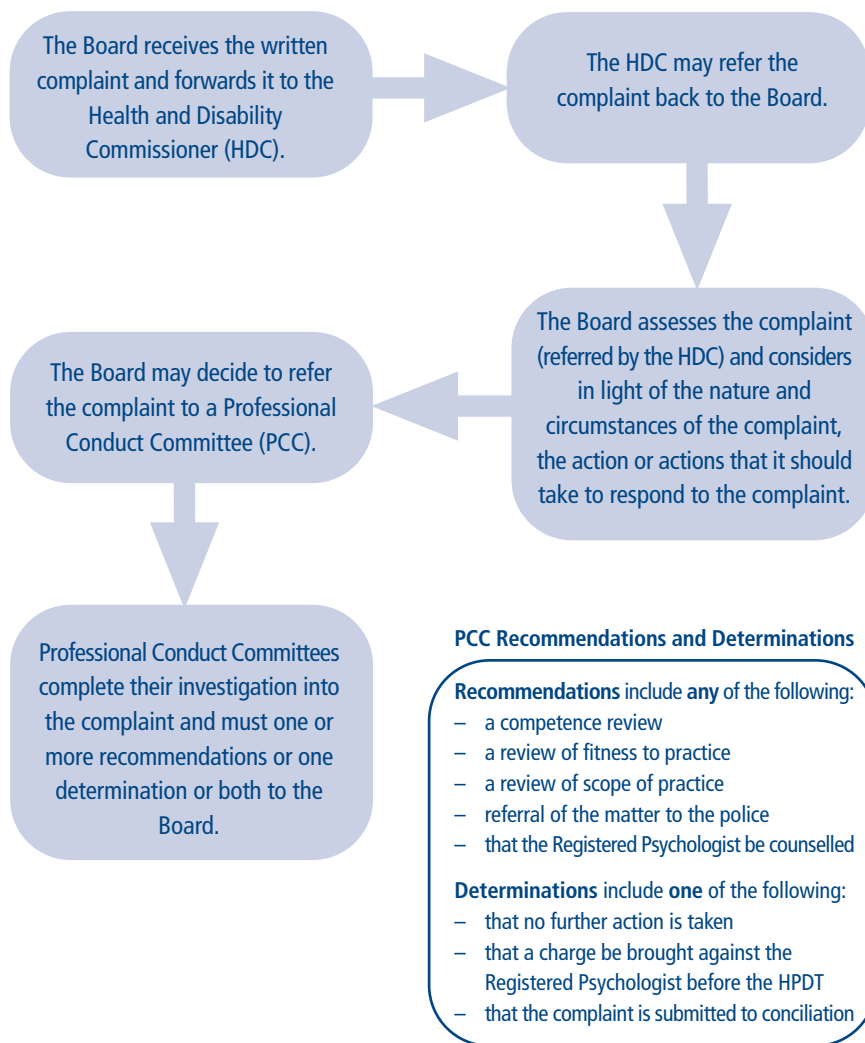 The Board receives the written
complaint and forwards it to the
Health and Disability
Commissioner (HDC).
The HDC may refer the
complaint back to the Board.
The Board assesses the complaint
(referred by the HDC) and considers
in light of the nature and
circumstances of the complaint,
the action or actions that it should
take to respond to the complaint.
The Board may decide to refer
the complaint to a Professional
Conduct Committee (PCC).
Professional Conduct Committees
complete their investigation into
the complaint and must one or
more recommendations or one
determination or both to the
Board.
PCC Recommendations and Determinations
Recommendations include any of the following:
– a competence review
– a review of fitness to practice
– a review of scope of practice
– referral of the matter to the police
– that the Registered Psychologist be counselled
Determinations include one of the following:
– that no further action is taken
– that a charge be brought against the
Registered Psychologist before the HPDT
– that the complaint is submitted to conciliation